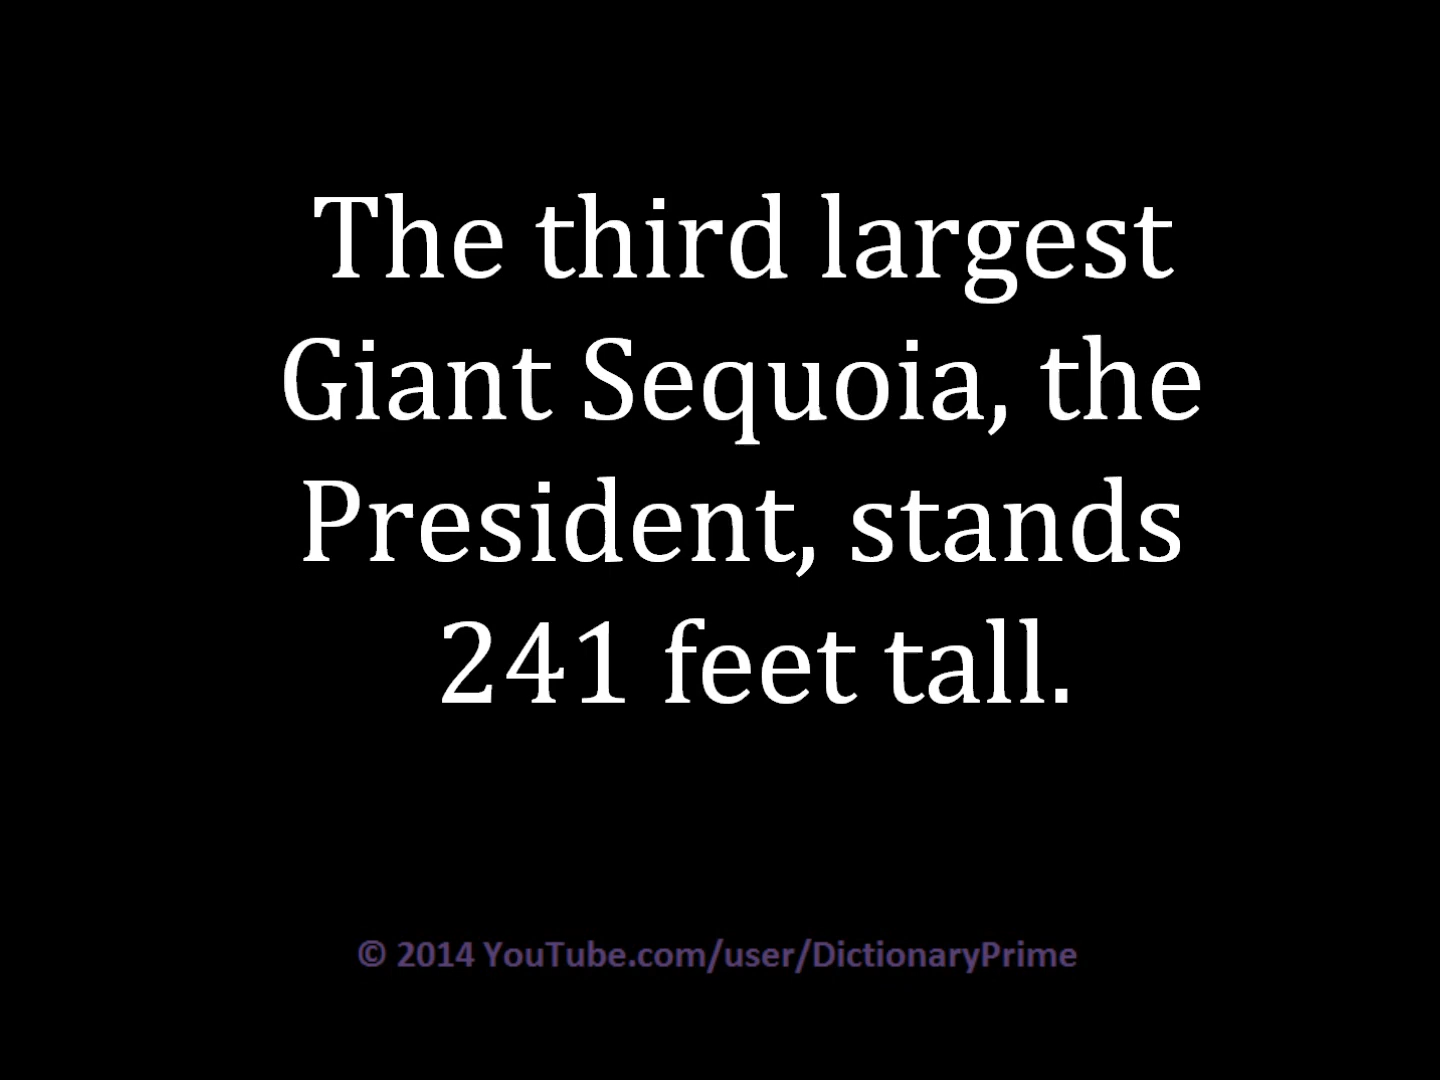 The third largest
Giant Sequoia, the
President, stands
241 feet tall.
© 2014 YouTube.com/user/DictionaryPrime